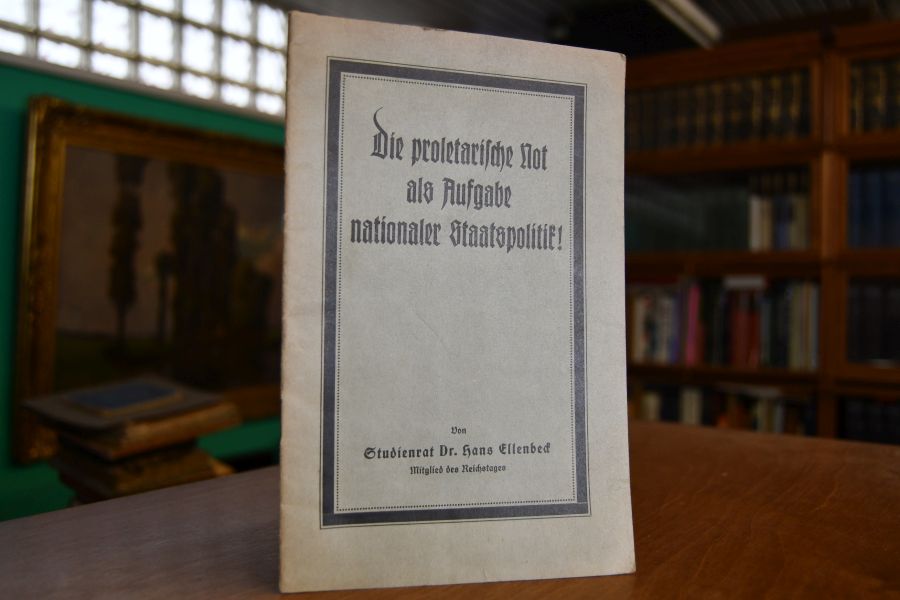 Die proletarische Not
als Aufgabe
nationaler Staatspolitik!
Von
Studienrat Dr. Hans Ellenbeck
Mitglied des Reichstages